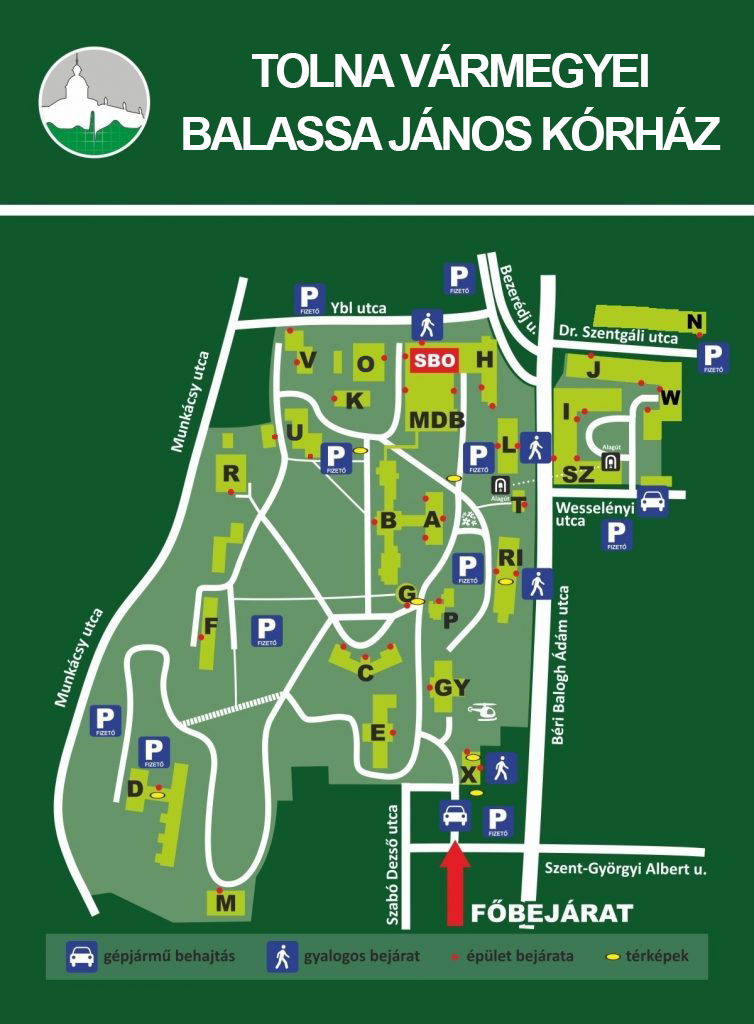 TOLNA VÁRMEGYEI
BALASSA JÁNOS KÓRHÁZ
P
FIZETŐ
P
FIZETŐ
Ybl utca
Bezerédj u.
N
Dr. Szentgáli utca
P
FIZETŐ
Munkácsy utca
V
O
SBO
H
J
K
MDB
I
W
U
L
P
FIZETŐ
P
FIZETŐ
Alagút
SZ
R
Alagút
T
Wesselényi
utca
P
FIZETŐ
B
A
RI
P
FIZETŐ
G
P
F
P
FIZETŐ
Munkácsy utca
C
GY
Béri Balogh Ádám utca
P
FIZETŐ
E
P
FIZETŐ
X
D
P
FIZETŐ
Szabó Dezső utca
Szent-Györgyi Albert u.
M
FŐBEJÁRAT
gépjármű behajtás
gyalogos bejárat
épület bejárata
térképek